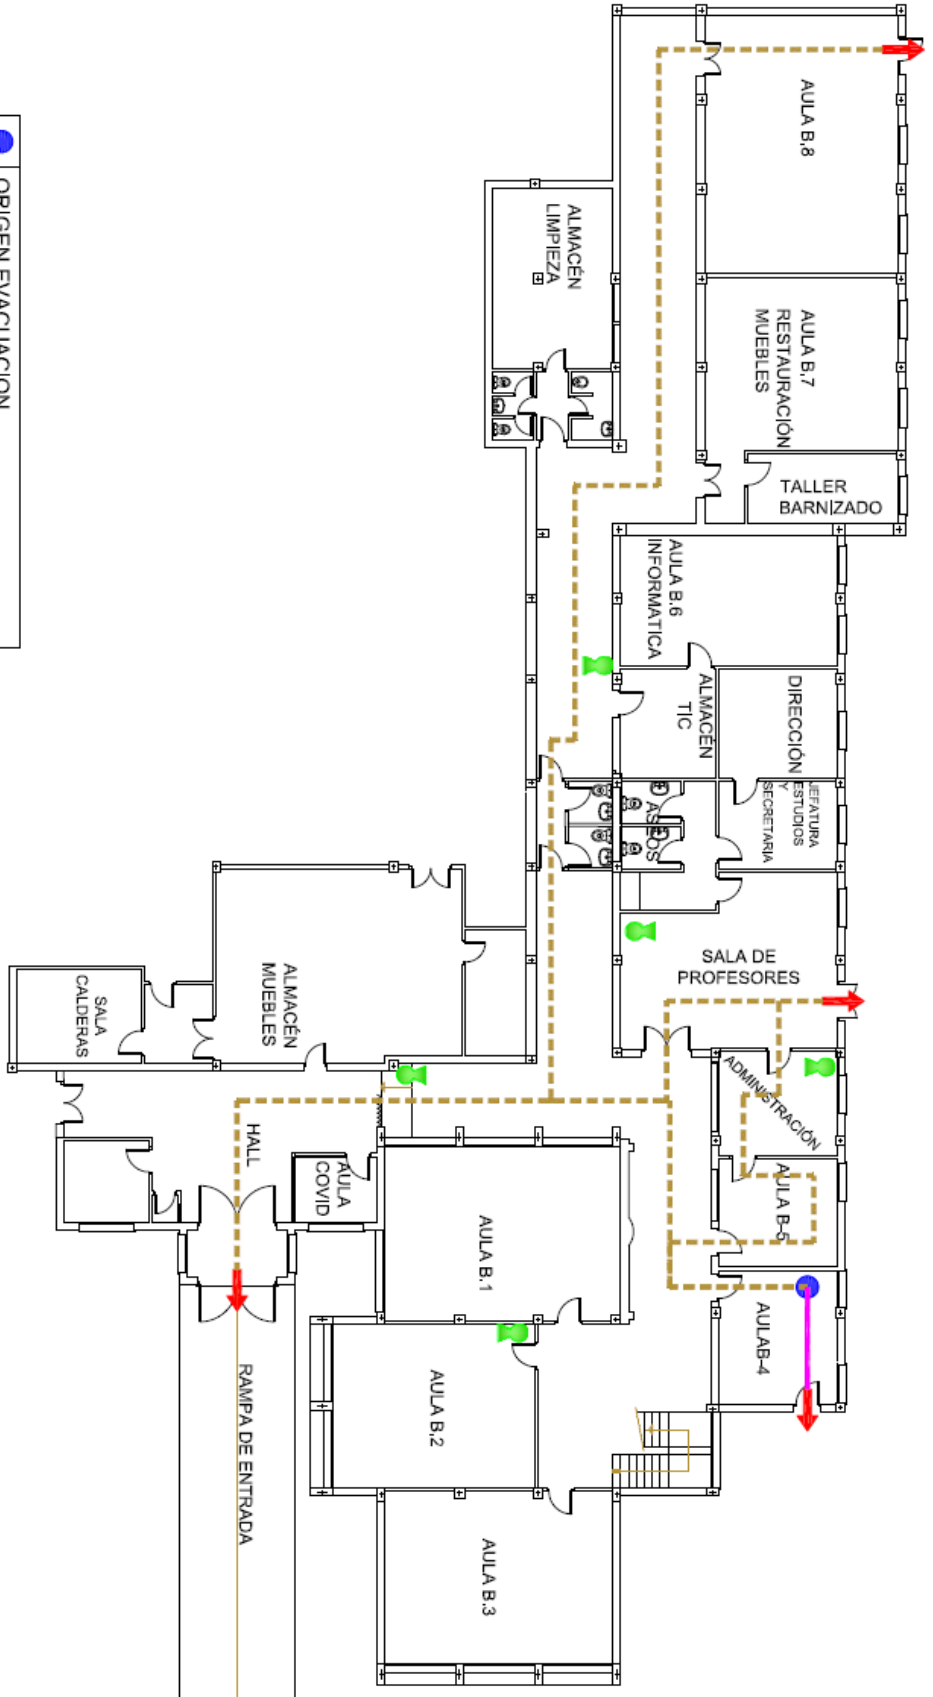 AULA B,8
ALMACÉN
LIMPIEZA
AULA B,7
RESTAURACIÓN
MUEBLES
TALLER
BARNIZADO
ORIGEN EVACUACION
AULA B.6
INFORMATICA
ALMACÉN
TIC
DIRECCIÓN
JEFATURA
ESTUDIOS
Y
SECRETARIA
ASEOS
SALA DE
PROFESORES
ALMACÉN
MUEBLES
SALA
CALDERAS
ADMINISTRACIÓN
HALL
AULA
COVID
AULA B-5
AULA B.1
AULAB-4
AULA B,2
RAMPA DE ENTRADA
AULA B.3